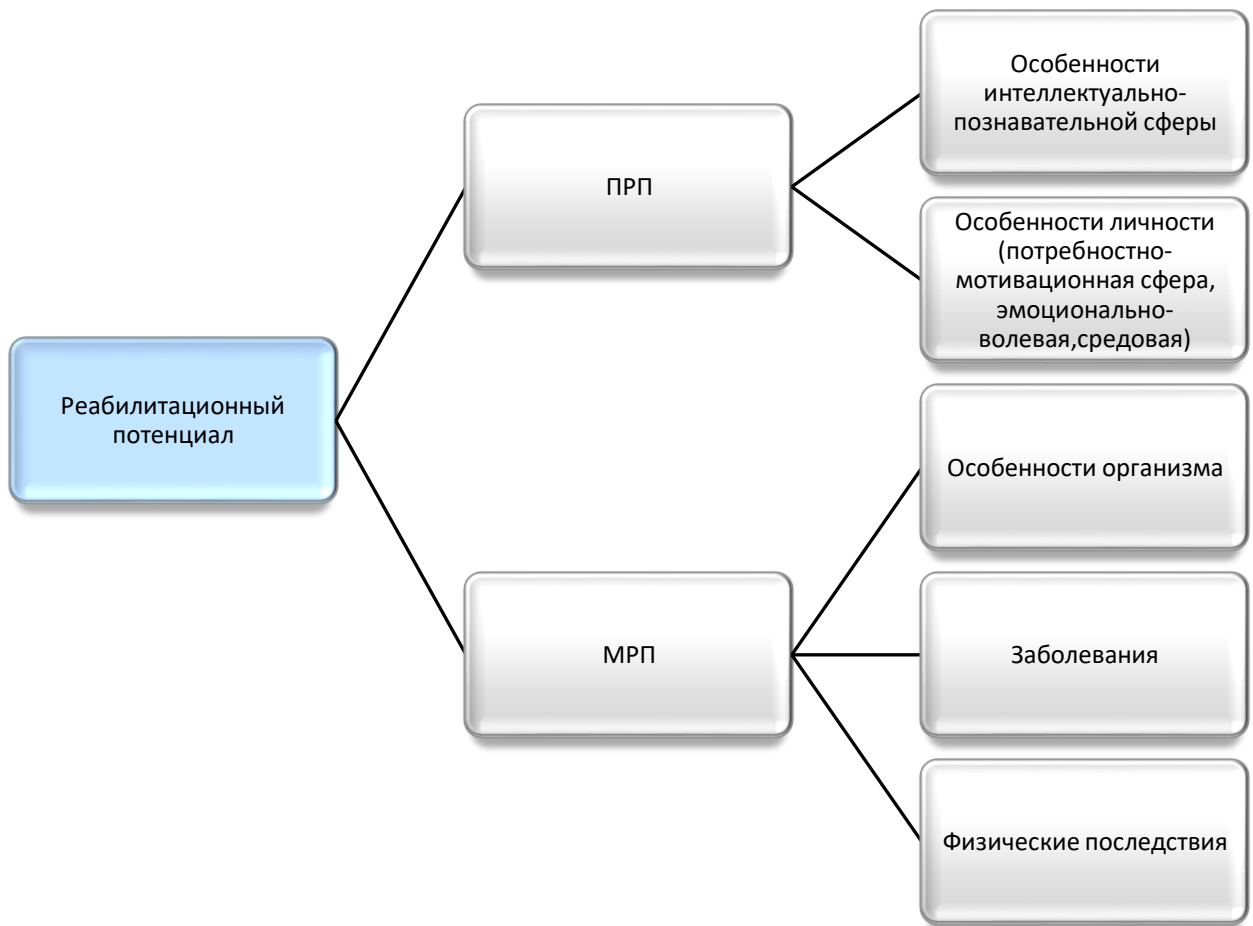 Реабилитационный
потенциал
ПРП
Особенности
интеллектуально-
познавательной сферы
Особенности личности
(потребностно-
мотивационная сфера,
эмоционально-
волевая,средовая)
МРП
Особенности организма
Заболевания
Физические последствия